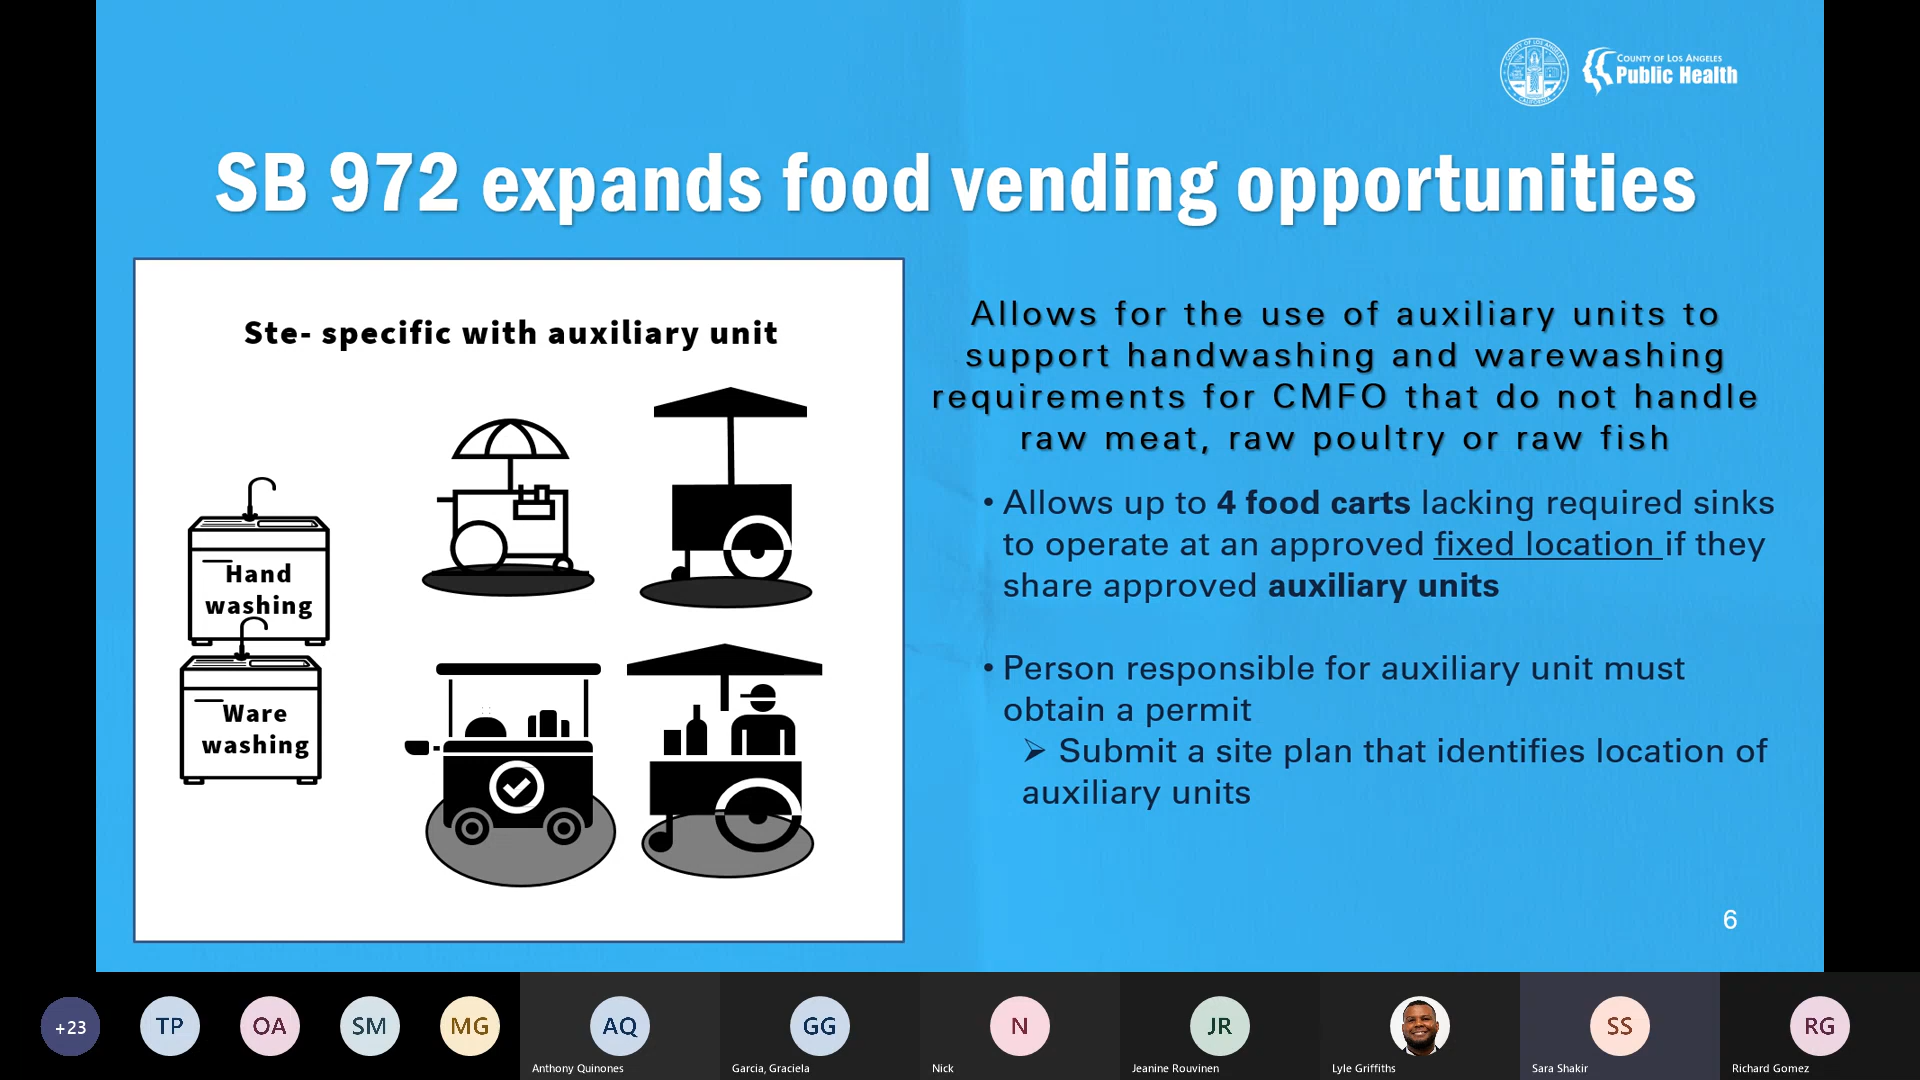 COUNTY OF LOS ANGELES
Public Health
SB 972 expands food vending opportunities
Ste- specific with auxiliary unit
Hand
washing
Ware
washing
Allows for the use of auxiliary units to
support handwashing and warewashing
requirements for CMFO that do not handle
raw meat, raw poultry or raw fish
• Allows up to 4 food carts lacking required sinks
to operate at an approved fixed location if they
share approved auxiliary units
• Person responsible for auxiliary unit must
obtain a permit
➢ Submit a site plan that identifies location of
auxiliary units
6
+23
TP
OA
SM
MG
AQ
GG
N
JR
SS
RG
Anthony Quinones
Garcia, Graciela
Nick
Jeanine Rouvinen
Lyle Griffiths
Sara Shakir
Richard Gomez